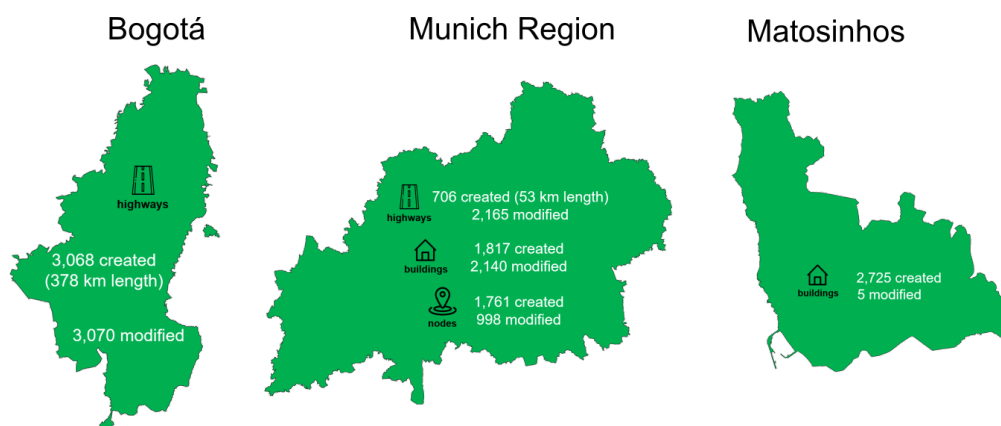 Bogotá
highways
3,068 created
(378 km length)
3,070 modified
Munich Region
highways
706 created (53 km length)
2,165 modified
buildings
1,817 created
2,140 modified
nodes
1,761 created
998 modified
Matosinhos
buildings
2,725 created
5 modified